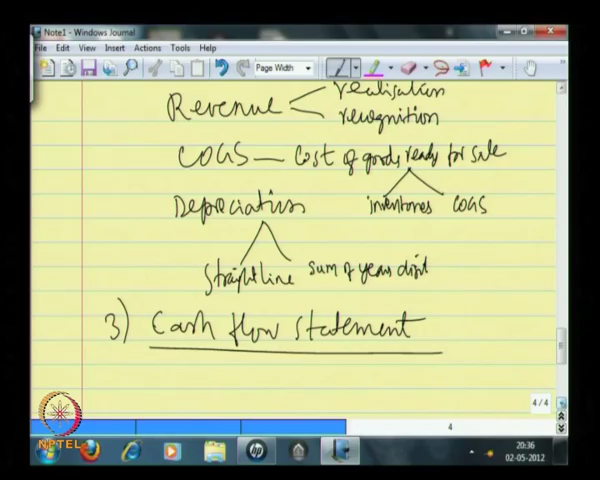 Note1 - Windows Journal
File Edit View Insert Actions Tools Help
Page Width
realisation
Revenue
recognition
COGS — Cost of goods ready for sale
Depreciation
inventories COGS
Straight line sum of years digit
3) Cash flow statement
4/4
4
NPTEL
20:36
02-05-2012